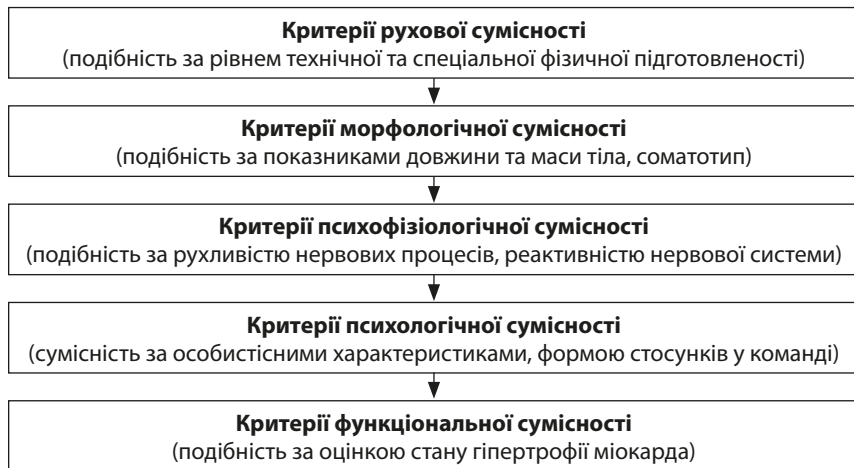 Критерії рухової сумісності
(подібність за рівнем технічної та спеціальної фізичної підготовленості)
Критерії морфологічної сумісності
(подібність за показниками довжини та маси тіла, соматотип)
Критерії психофізіологічної сумісності
(подібність за рухливістю нервових процесів, реактивністю нервової системи)
Критерії психологічної сумісності
(сумісність за особистісними характеристиками, формою стосунків у команді)
Критерії функціональної сумісності
(подібність за оцінкою стану гіпертрофії міокарда)